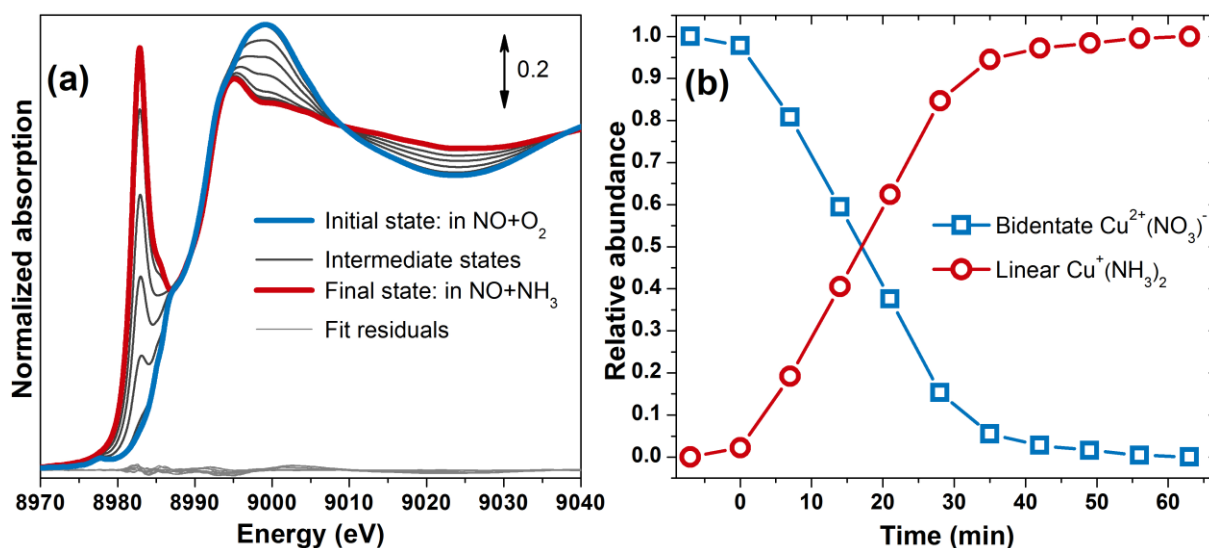 (a)
0.2
Initial state: in NO+O₂
Intermediate states
Final state: in NO+NH₃
Fit residuals
Normalized absorption
8970 8980 8990 9000 9010 9020 9030 9040
Energy (eV)
(b)
1.0
0.9
0.8
0.7
0.6
0.5
0.4
0.3
0.2
0.1
0.0
Relative abundance
Bidentate Cu²⁺(NO₃)⁻
Linear Cu⁺(NH₃)₂
0 10 20 30 40 50 60
Time (min)